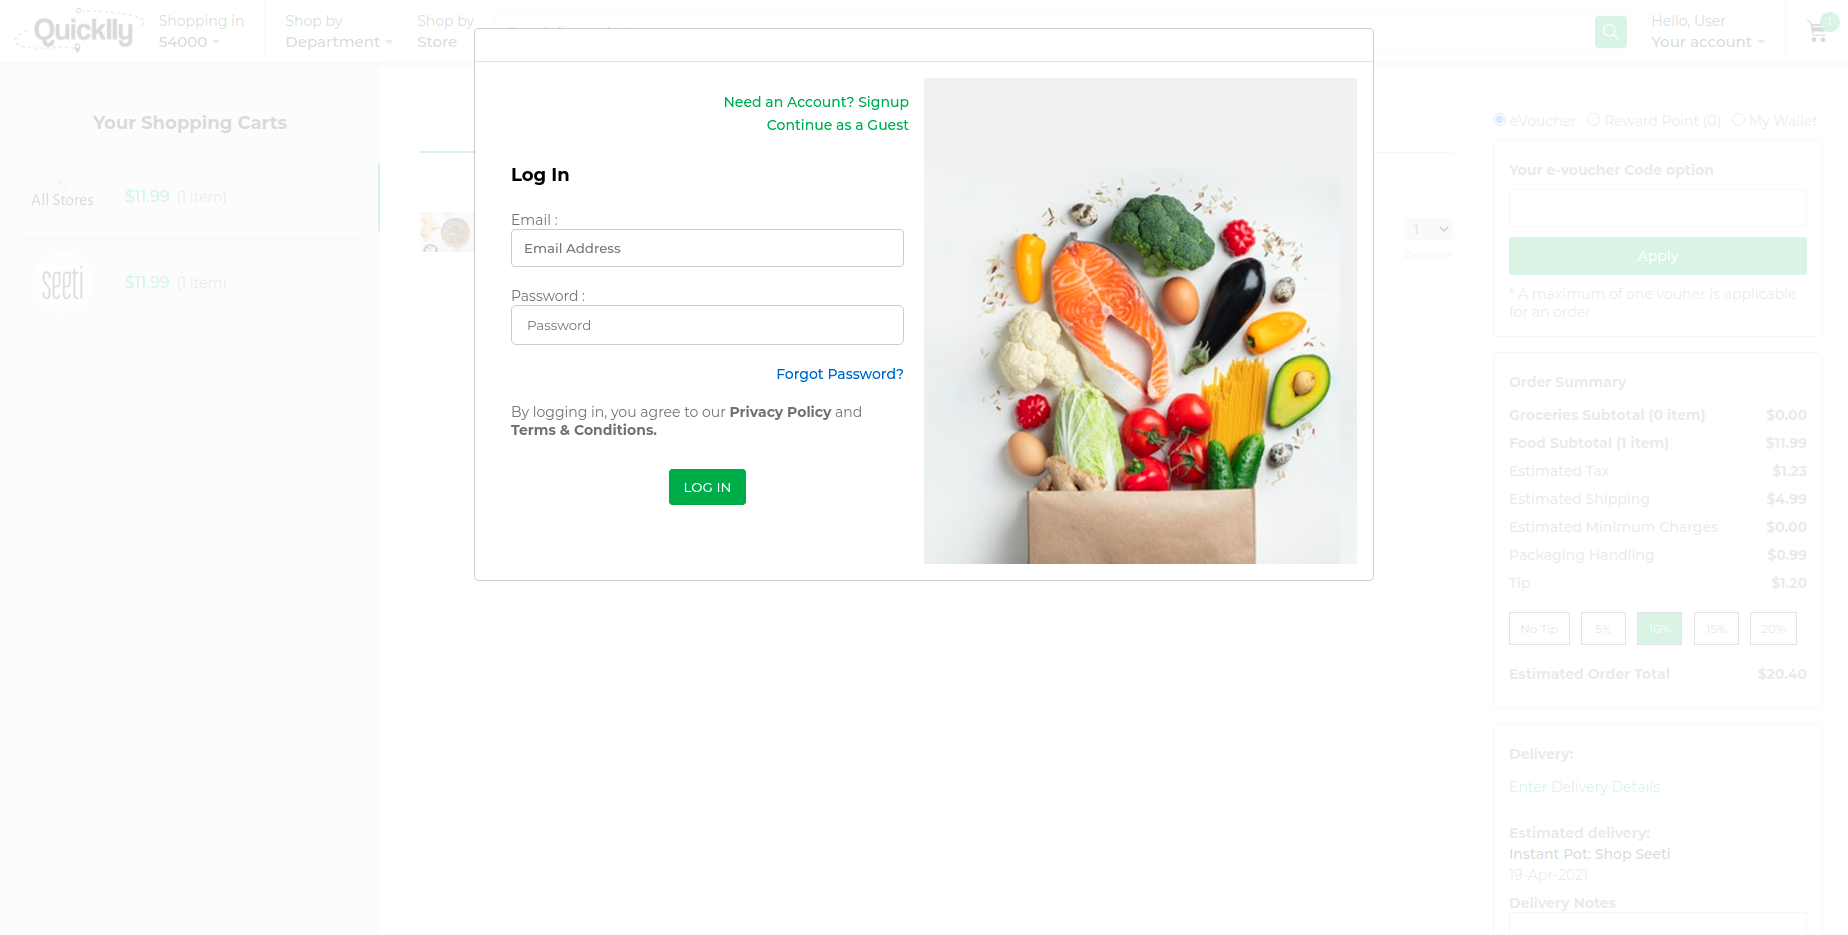 Quicklly
Shopping in
54000
Shop by
Department
Shop by
Store
Hello, User
Your account
1
Your Shopping Carts
All Stores
$11.99 (1 item)
seeti
$11.99 (1 item)
Need an Account? Signup
Continue as a Guest
Log In
Email :
Email Address
Password :
Password
Forgot Password?
By logging in, you agree to our Privacy Policy and
Terms & Conditions.
LOG IN
1
Remove
eVoucher
Reward Point (0)
My Wallet
Your e-voucher Code option
Apply
* A maximum of one vouher is applicable
for an order
Order Summary
Groceries Subtotal (0 item) $0.00
Food Subtotal (1 item) $11.99
Estimated Tax $1.23
Estimated Shipping $4.99
Estimated Minimum Charges $0.00
Packaging Handling $0.99
Tip $1.20
No Tip 5% 10% 15% 20%
Estimated Order Total $20.40
Delivery:
Enter Delivery Details
Estimated delivery:
Instant Pot: Shop Seeti
19-Apr-2021
Delivery Notes